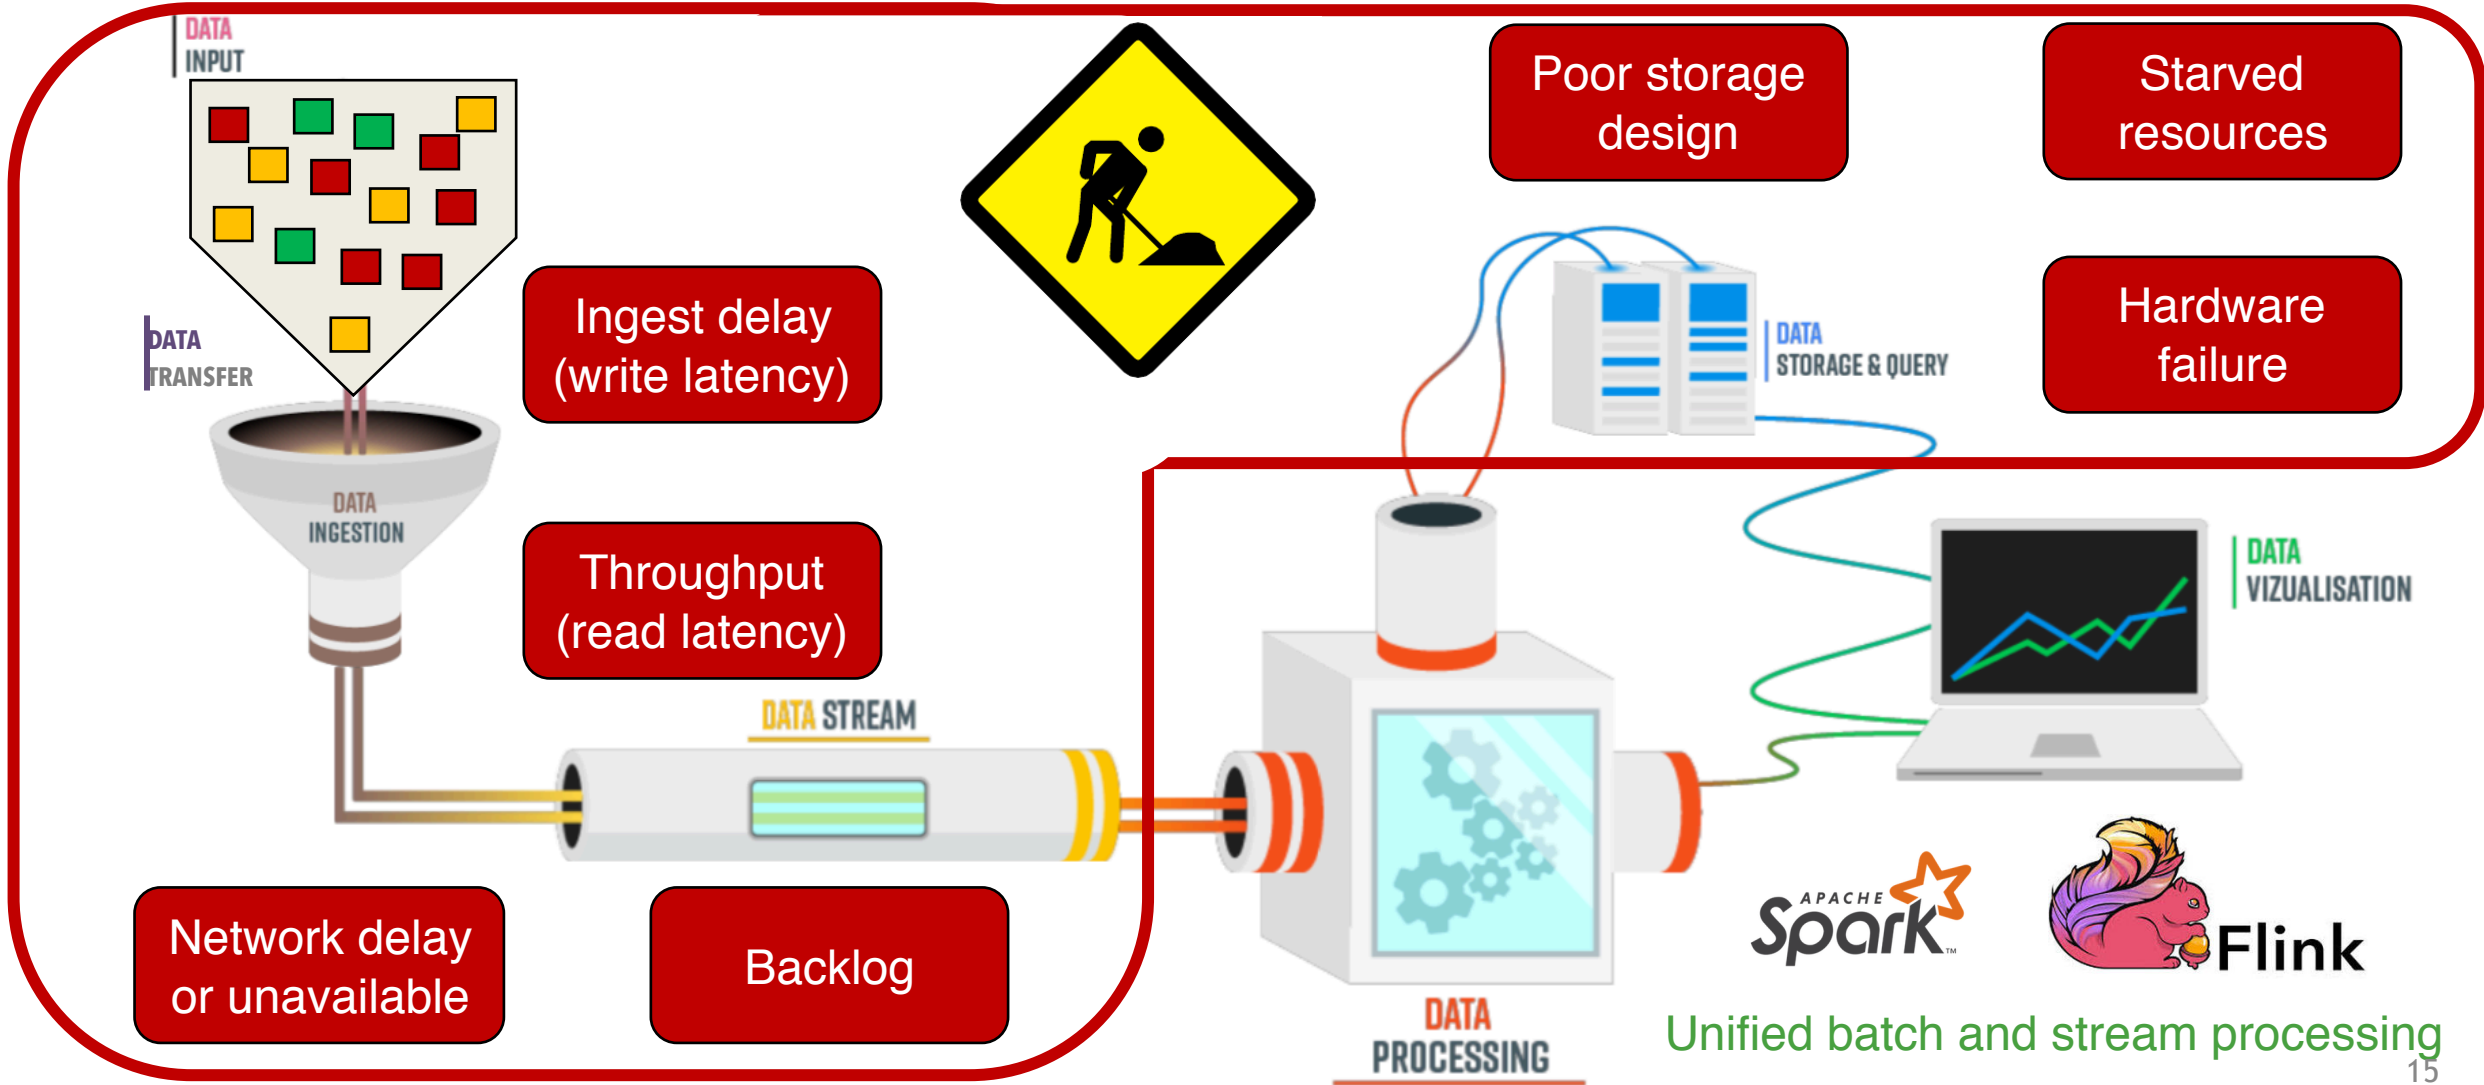 DATA
INPUT
Poor storage
design
Starved
resources
Ingest delay
(write latency)
DATA
TRANSFER
DATA
STORAGE & QUERY
Hardware
failure
DATA
INGESTION
Throughput
(read latency)
DATA
VIZUALISATION
DATA STREAM
Network delay
or unavailable
Backlog
APACHE
Spark™
Flink
DATA
PROCESSING
Unified batch and stream processing
15